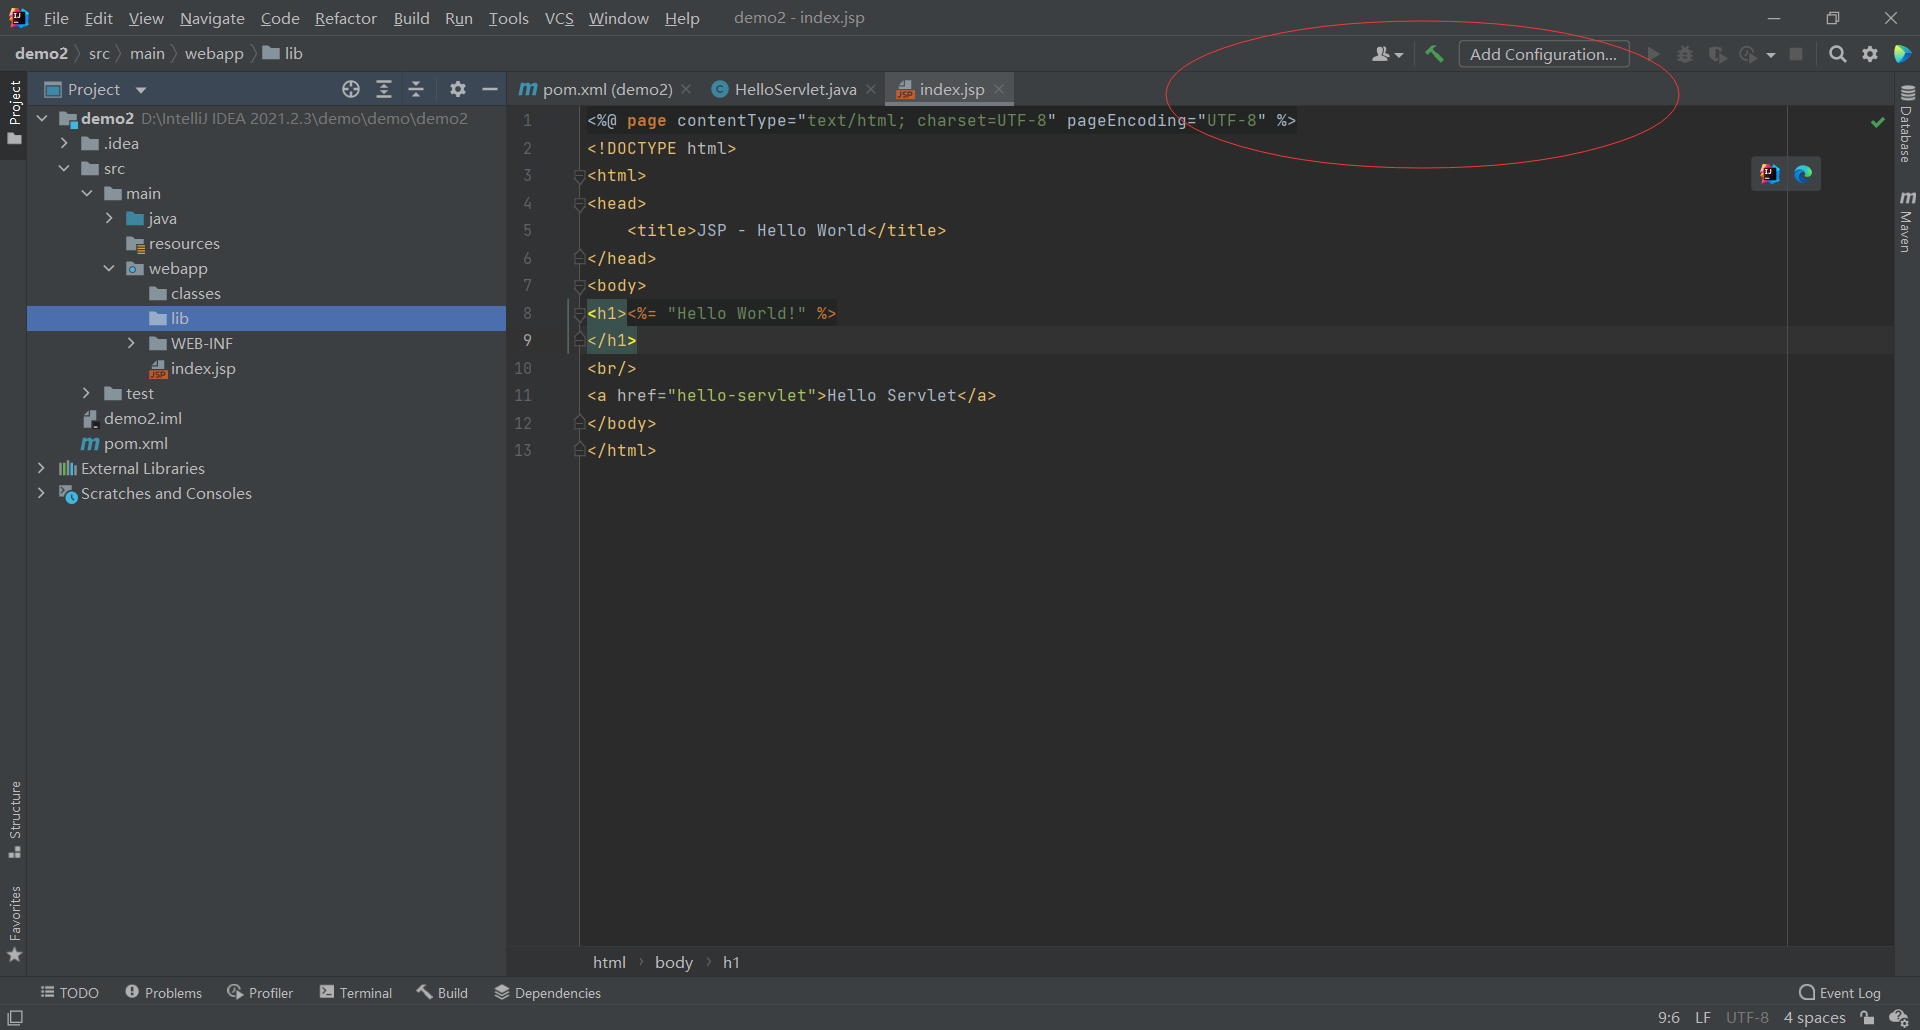 File Edit View Navigate Code Refactor Build Run Tools VCS Window Help demo2 - index.jsp
demo2 src main webapp lib Add Configuration...
Project
Project pom.xml (demo2) HelloServlet.java index.jsp
demo2 D:\IntelliJ IDEA 2021.2.3\demo\demo\demo2
.idea
src
main
java
resources
webapp
classes
lib
WEB-INF
index.jsp
test
demo2.iml
pom.xml
External Libraries
Scratches and Consoles
1 <%@ page contentType="text/html; charset=UTF-8" pageEncoding="UTF-8" %>
2 <!DOCTYPE html>
3 <html>
4 <head>
5 <title>JSP - Hello World</title>
6 </head>
7 <body>
8 <h1><%= "Hello World!" %>
9 </h1>
10 <br/>
11 <a href="hello-servlet">Hello Servlet</a>
12 </body>
13 </html>
Database
Maven
Structure
Favorites
html body h1
TODO Problems Profiler Terminal Build Dependencies Event Log
9:6 LF UTF-8 4 spaces